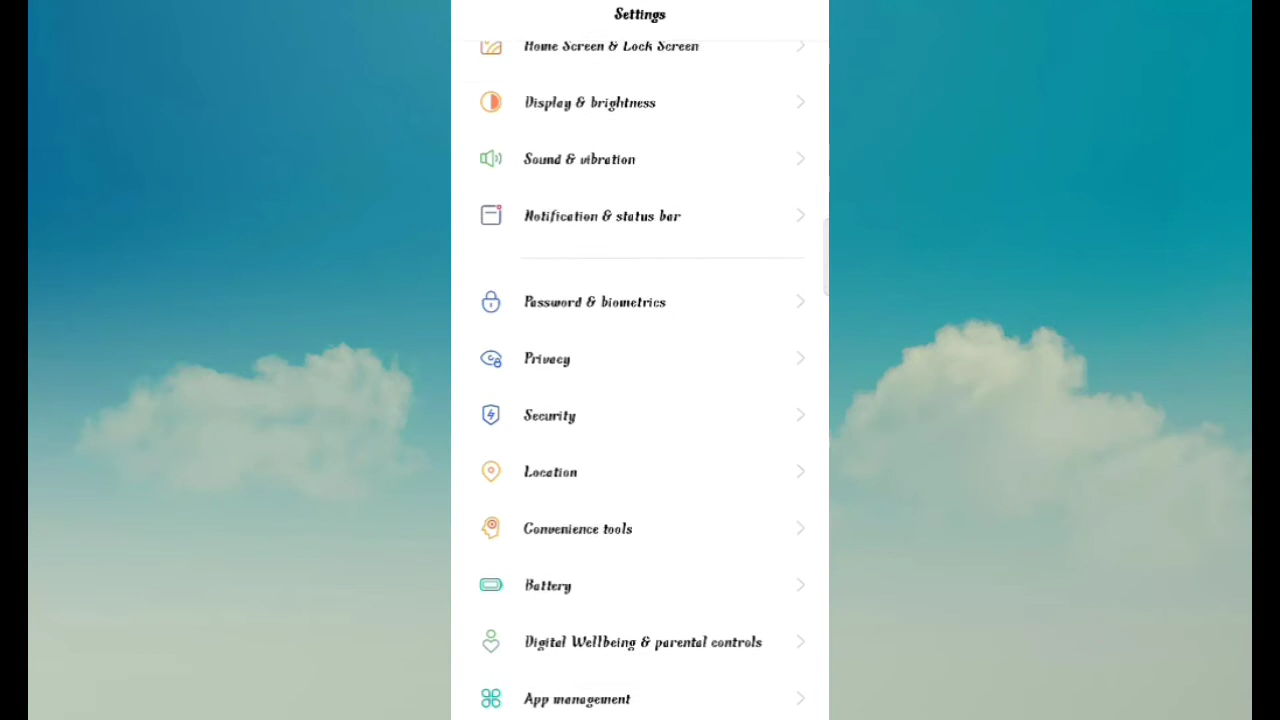 Settings
Home Screen & Lock Screen
Display & brightness
Sound & vibration
Notification & status bar
Password & biometrics
Privacy
Security
Location
Convenience tools
Battery
Digital Wellbeing & parental controls
App management